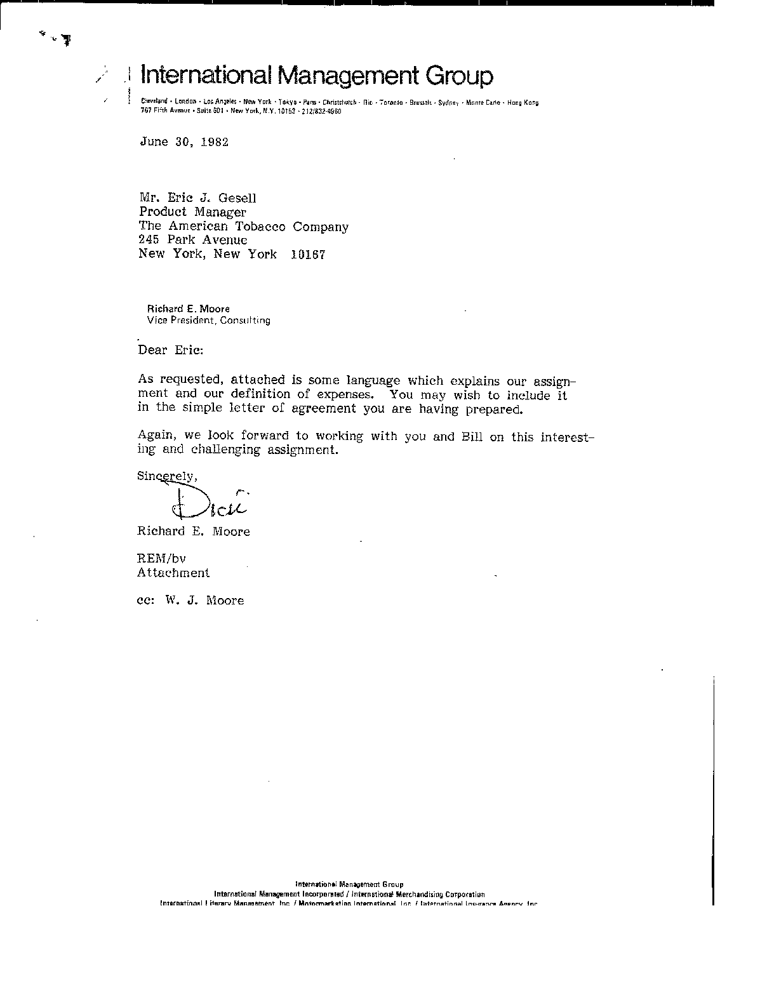 International Management Group
Cleveland • London • Los Angeles • New York • Tokyo • Paris • Christchurch • Rio • Toronto • Brussels • Sydney • Monte Carlo • Hong Kong
767 Fifth Avenue • Suite 601 • New York, N.Y. 10153 • 212/832-4980
June 30, 1982
Mr. Eric J. Gesell
Product Manager
The American Tobacco Company
245 Park Avenue
New York, New York 10167
Richard E. Moore
Vice President, Consulting
Dear Eric:
As requested, attached is some language which explains our assign-
ment and our definition of expenses. You may wish to include it
in the simple letter of agreement you are having prepared.
Again, we look forward to working with you and Bill on this interest-
ing and challenging assignment.
Sincerely,
Dick
Richard E. Moore
REM/bv
Attachment
cc: W. J. Moore
International Management Group
International Management Incorporated / International Merchandising Corporation
International Literary Management, Inc. / Motormarketing International, Inc. / International Insurance Agency, Inc.